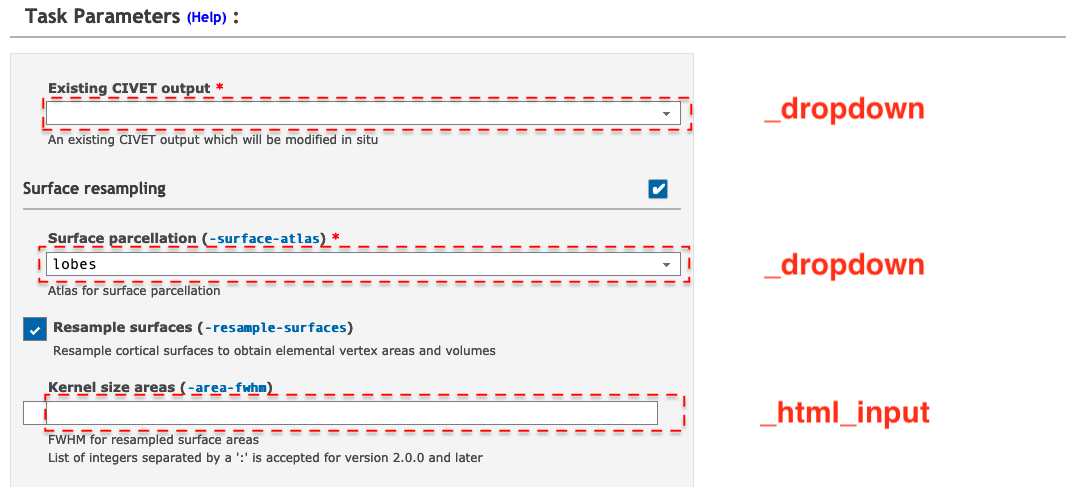 Task Parameters (Help) :
Existing CIVET output *
_dropdown
An existing CIVET output which will be modified in situ
Surface resampling
Surface parcellation (-surface-atlas) *
lobes
_dropdown
Atlas for surface parcellation
Resample surfaces (-resample-surfaces)
Resample cortical surfaces to obtain elemental vertex areas and volumes
Kernel size areas (-area-fwhm)
_html_input
FWHM for resampled surface areas
List of integers separated by a ':' is accepted for version 2.0.0 and later